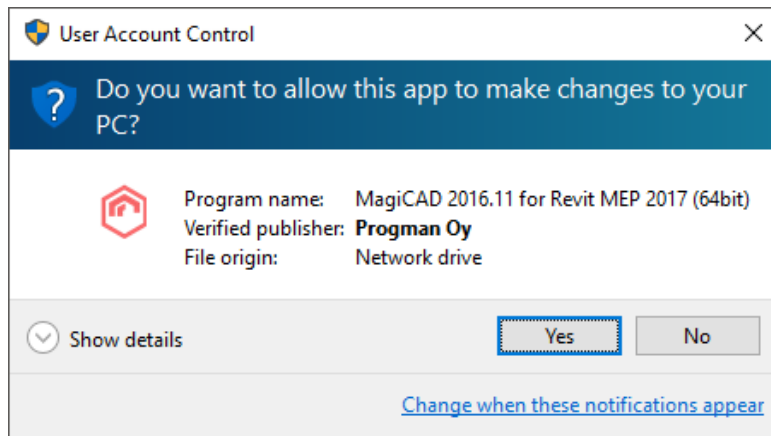 User Account Control
Do you want to allow this app to make changes to your
PC?
Program name: MagiCAD 2016.11 for Revit MEP 2017 (64bit)
Verified publisher: Progman Oy
File origin: Network drive
Show details
Yes
No
Change when these notifications appear